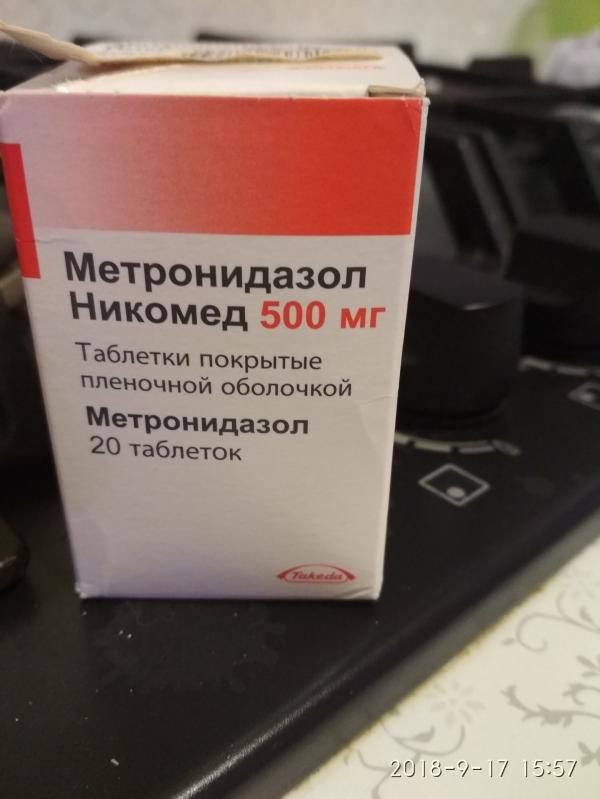 Метронидазол
Никомед 500 мг
Таблетки покрытые
пленочной оболочкой
Метронидазол
20 таблеток
Takeda
2018-9-17 15:57